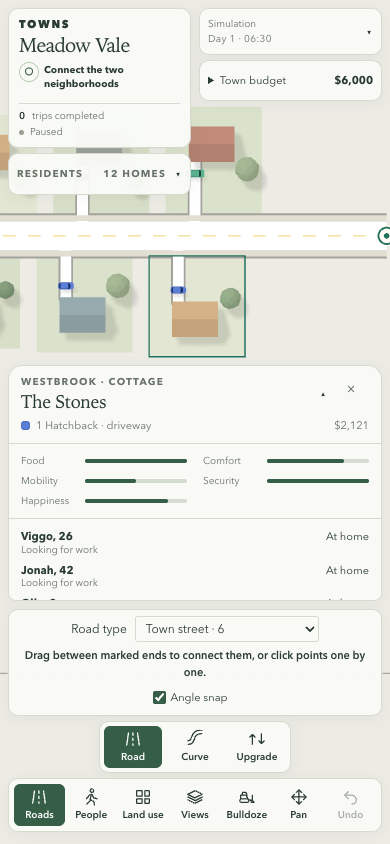 TOWNS
Meadow Vale
Connect the two
neighborhoods
0 trips completed
Paused
Simulation
Day 1 · 06:30
Town budget $6,000
RESIDENTS 12 HOMES
WESTBROOK · COTTAGE
The Stones
1 Hatchback · driveway $2,121
Food Comfort
Mobility Security
Happiness
Viggo, 26 At home
Looking for work
Jonah, 42 At home
Looking for work
Road type Town street · 6
Drag between marked ends to connect them, or click points one by
one.
Angle snap
Road Curve Upgrade
Roads People Land use Views Bulldoze Pan Undo